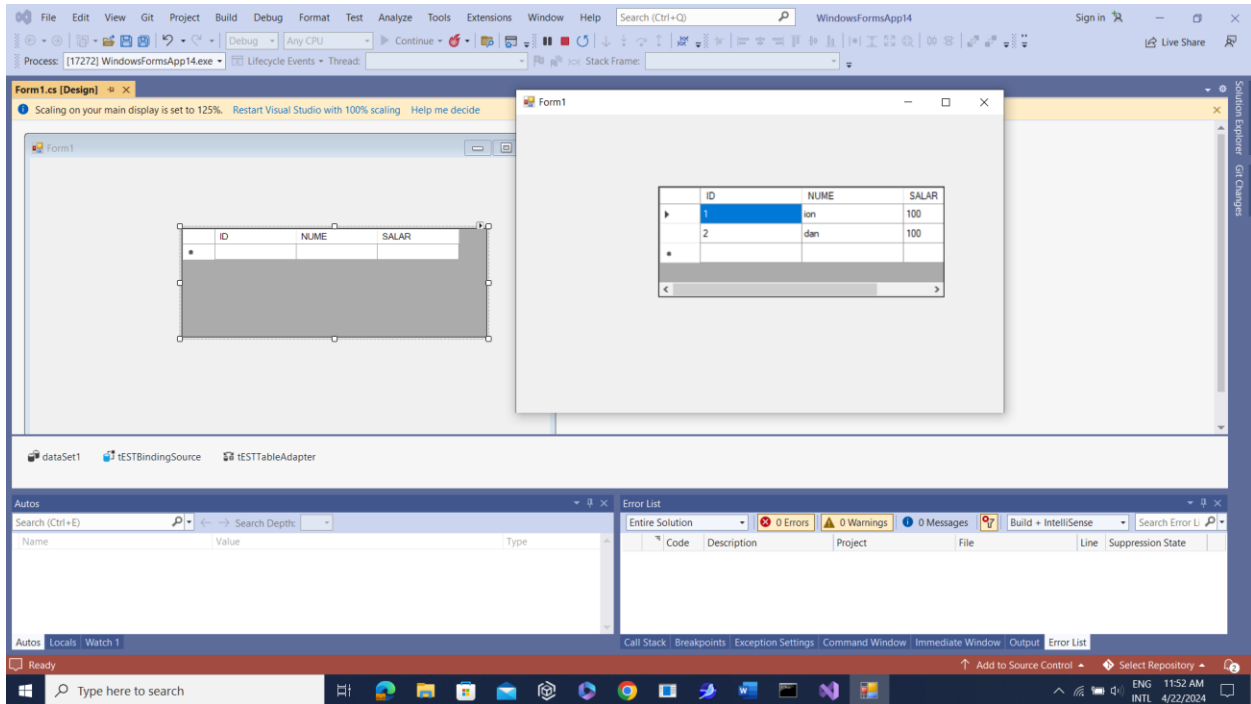 File Edit View Git Project Build Debug Format Test Analyze Tools Extensions Window Help Search (Ctrl+Q) WindowsFormsApp14 Sign in
Debug Any CPU Continue Live Share
Process: [17272] WindowsFormsApp14.exe Lifecycle Events Thread: Stack Frame:
Form1.cs [Design]
Scaling on your main display is set to 125%. Restart Visual Studio with 100% scaling Help me decide
Form1
ID NUME SALAR
Form1
ID NUME SALAR
1 ion 100
2 dan 100
Solution Explorer
Git Changes
dataSet1 tESTBindingSource tESTTableAdapter
Autos
Search (Ctrl+E) Search Depth:
Name Value Type
Autos Locals Watch 1
Error List
Entire Solution 0 Errors 0 Warnings 0 Messages Build + IntelliSense Search Error Li
Code Description Project File Line Suppression State
Call Stack Breakpoints Exception Settings Command Window Immediate Window Output Error List
Ready Add to Source Control Select Repository 2
Type here to search
ENG 11:52 AM
INTL 4/22/2024